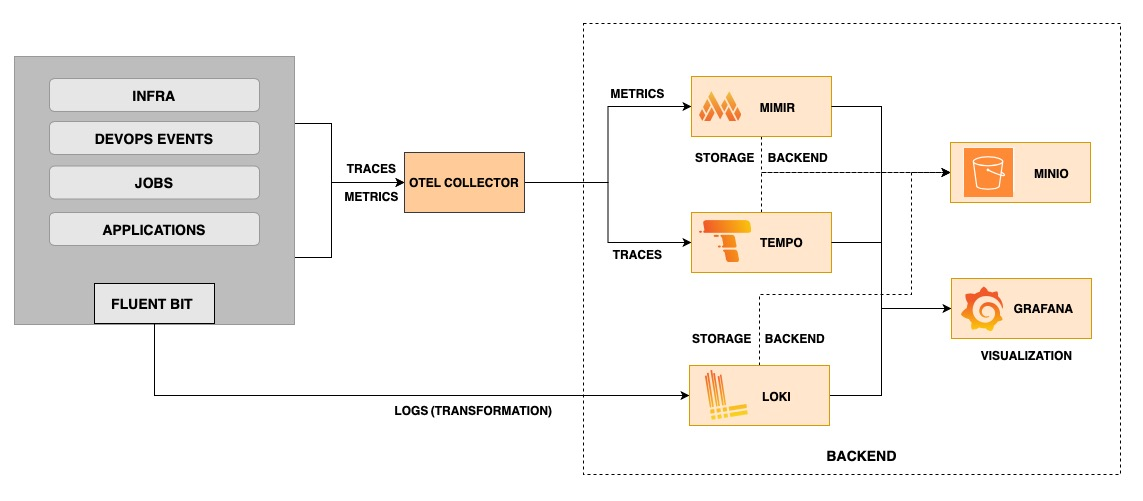 INFRA
DEVOPS EVENTS
JOBS
APPLICATIONS
FLUENT BIT
TRACES
METRICS
OTEL COLLECTOR
METRICS
MIMIR
STORAGE BACKEND
MINIO
TEMPO
TRACES
GRAFANA
VISUALIZATION
STORAGE BACKEND
LOKI
LOGS (TRANSFORMATION)
BACKEND